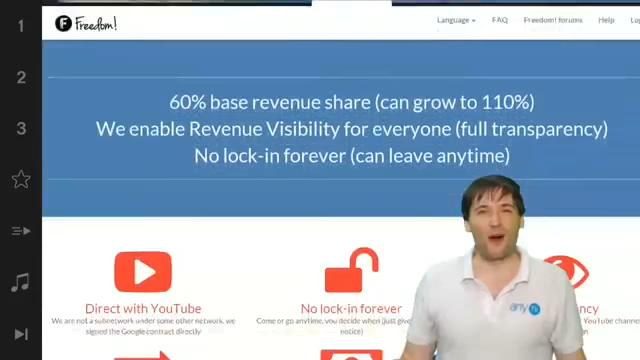 1
2
3
Freedom!
Language
FAQ
Freedom! forums
Help
60% base revenue share (can grow to 110%)
We enable Revenue Visibility for everyone (full transparency)
No lock-in forever (can leave anytime)
Direct with YouTube
We are not a subnetwork under some other network, we
signed the Google contract directly
No lock-in forever
Come or go anytime, you decide when (just give
notice)
any
YouTube channel